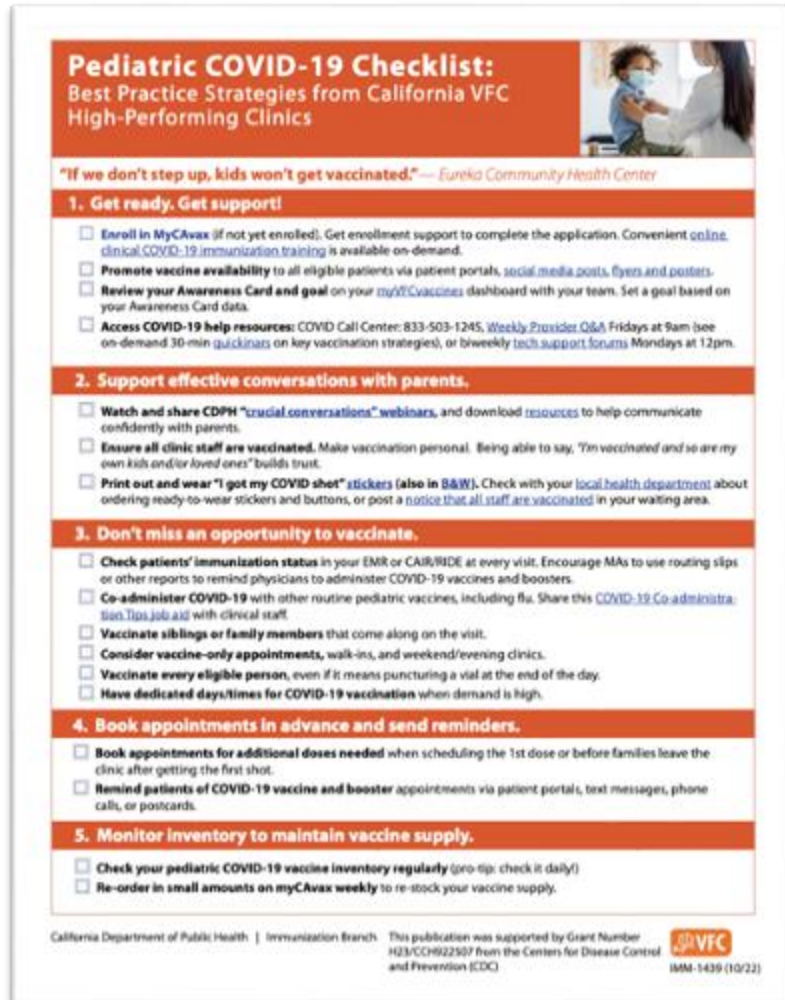 Pediatric COVID-19 Checklist:
Best Practice Strategies from California VFC
High-Performing Clinics
"If we don't step up, kids won't get vaccinated."— Eureka Community Health Center
1. Get ready. Get support!
Enroll in MyCAvax (if not yet enrolled). Get enrollment support to complete the application. Convenient online
clinical COVID-19 immunization training is available on-demand.
Promote vaccine availability to all eligible patients via patient portals, social media posts, flyers and posters.
Review your Awareness Card and goal on your myVFCvaccines dashboard with your team. Set a goal based on
your Awareness Card data.
Access COVID-19 help resources: COVID Call Center: 833-503-1245, Weekly Provider Q&A Fridays at 9am (see
on-demand 30-min quickinars on key vaccination strategies), or biweekly tech support forums Mondays at 12pm.
2. Support effective conversations with parents.
Watch and share CDPH "crucial conversations" webinars, and download resources to help communicate
confidently with parents.
Ensure all clinic staff are vaccinated. Make vaccination personal. Being able to say, "I'm vaccinated and so are my
own kids and/or loved ones" builds trust.
Print out and wear "I got my COVID shot" stickers (also in B&W). Check with your local health department about
ordering ready-to-wear stickers and buttons, or post a notice that all staff are vaccinated in your waiting area.
3. Don't miss an opportunity to vaccinate.
Check patients' immunization status in your EMR or CAIR/RIDE at every visit. Encourage MAs to use routing slips
or other reports to remind physicians to administer COVID-19 vaccines and boosters.
Co-administer COVID-19 with other routine pediatric vaccines, including flu. Share this COVID-19 Co-administra-
tion Tips job aid with clinical staff.
Vaccinate siblings or family members that come along on the visit.
Consider vaccine-only appointments, walk-ins, and weekend/evening clinics.
Vaccinate every eligible person, even if it means puncturing a vial at the end of the day.
Have dedicated days/times for COVID-19 vaccination when demand is high.
4. Book appointments in advance and send reminders.
Book appointments for additional doses needed when scheduling the 1st dose or before families leave the
clinic after getting the first shot.
Remind patients of COVID-19 vaccine and booster appointments via patient portals, text messages, phone
calls, or postcards.
5. Monitor inventory to maintain vaccine supply.
Check your pediatric COVID-19 vaccine inventory regularly (pro-tip: check it daily!)
Re-order in small amounts on myCAvax weekly to re-stock your vaccine supply.
California Department of Public Health | Immunization Branch
This publication was supported by Grant Number
H23/CCH922507 from the Centers for Disease Control
and Prevention (CDC)
VFC
IMM-1439 (10/22)